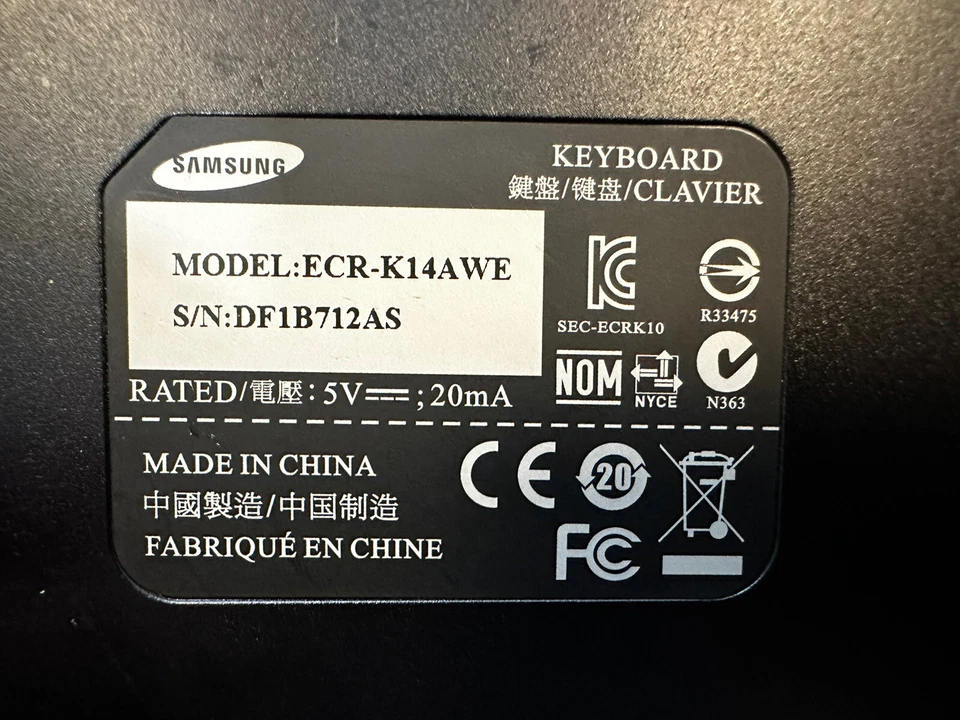 SAMSUNG
KEYBOARD
鍵盤/键盘/CLAVIER
MODEL:ECR-K14AWE
S/N:DF1B712AS
SEC-ECRK10
R33475
NOM
NYCE
N363
RATED/電壓:5V⎓;20mA
MADE IN CHINA
中國製造/中国制造
FABRIQUÉ EN CHINE
CE
20
FC